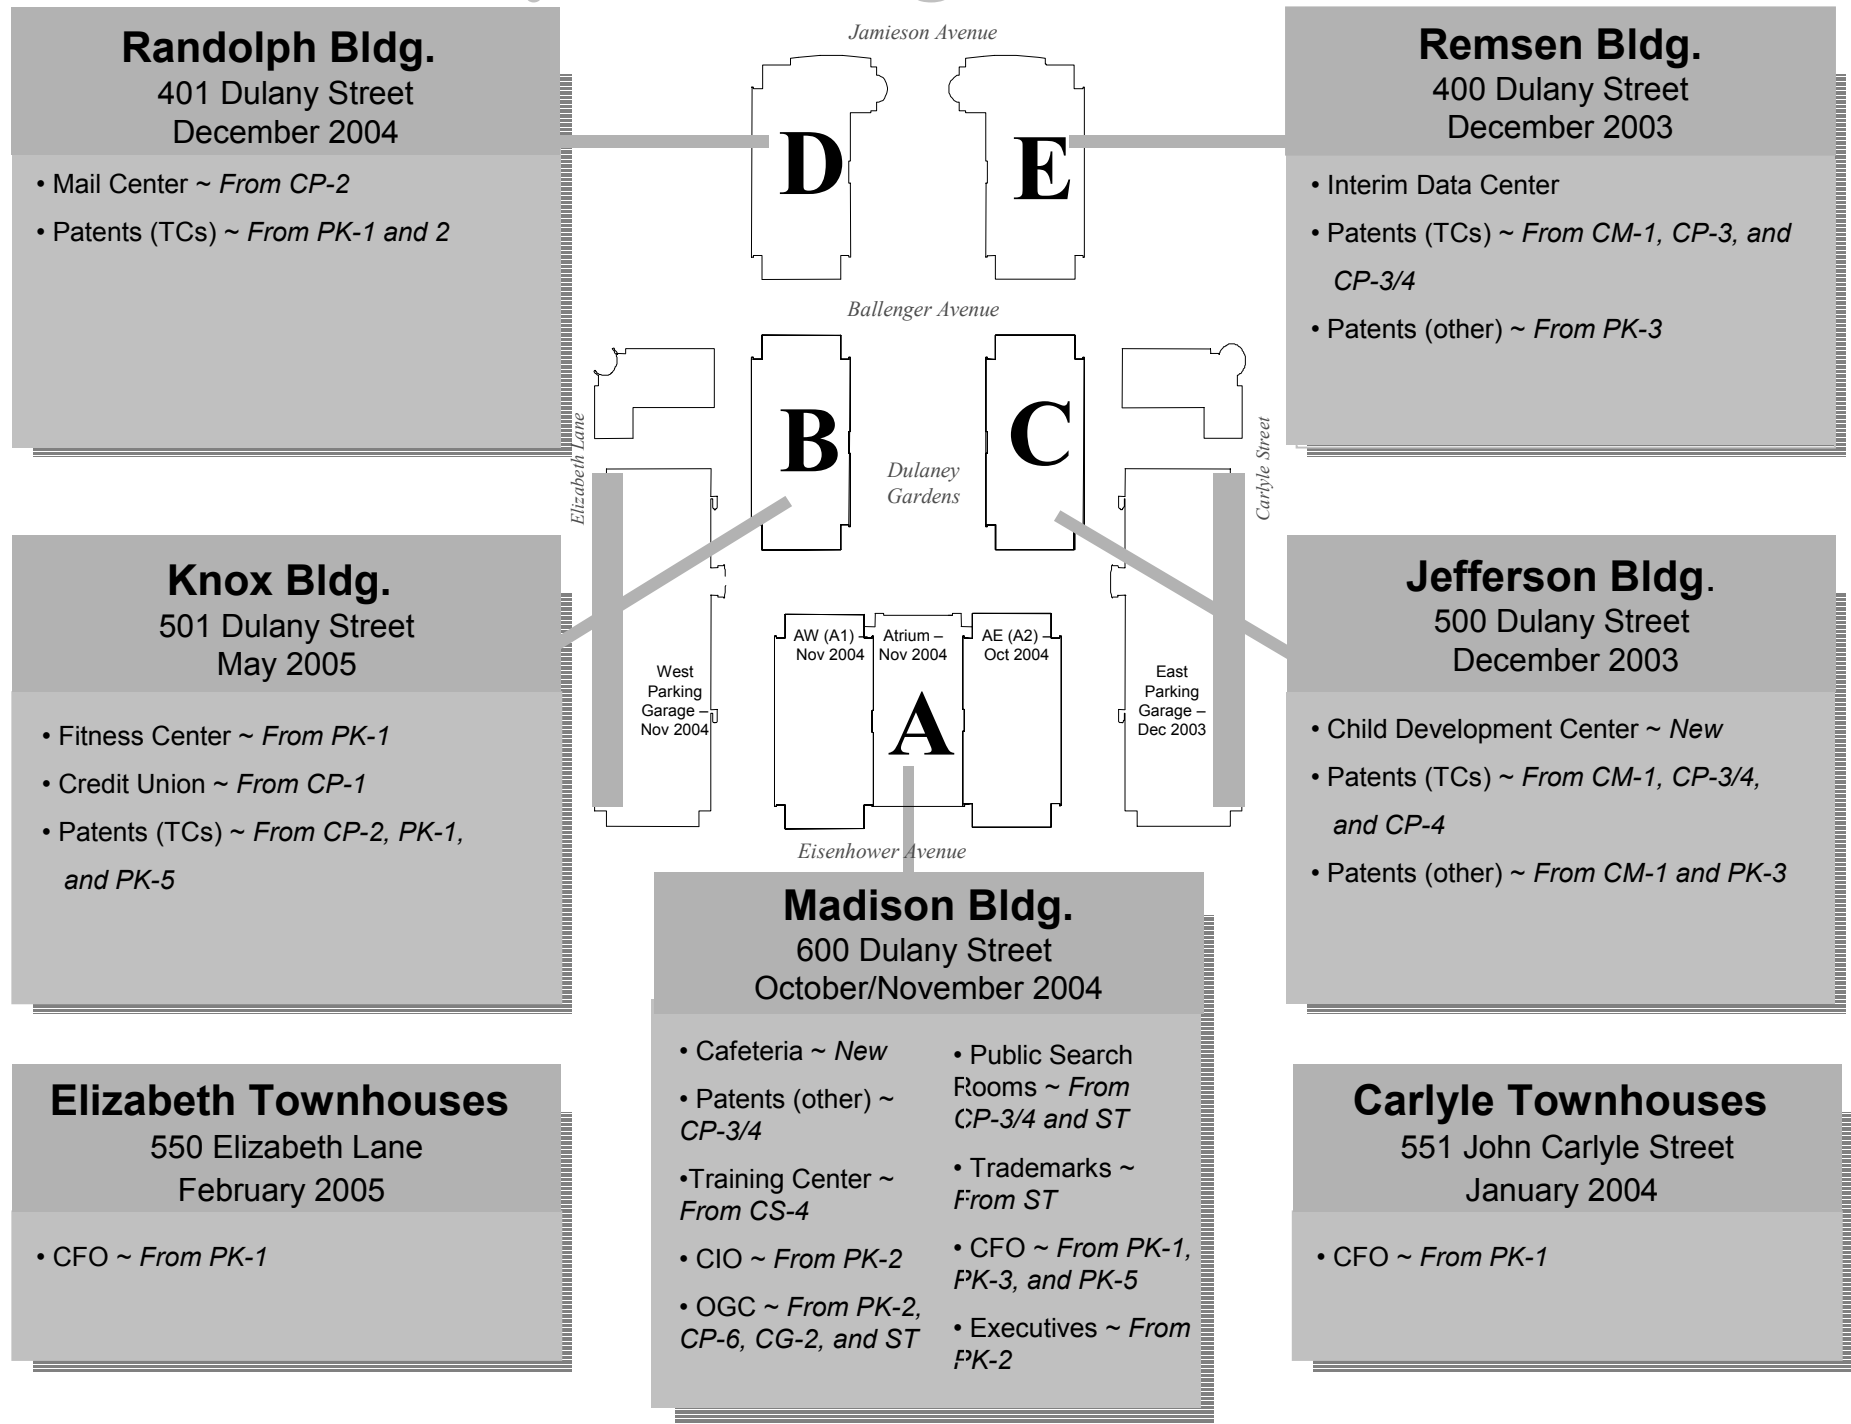 Randolph Bldg.
401 Dulany Street
December 2004
• Mail Center ~ From CP-2
• Patents (TCs) ~ From PK-1 and 2
Jamieson Avenue
D
E
Ballenger Avenue
Remsen Bldg.
400 Dulany Street
December 2003
• Interim Data Center
• Patents (TCs) ~ From CM-1, CP-3, and
CP-3/4
• Patents (other) ~ From PK-3
Elizabeth Lane
B
Dulaney
Gardens
C
Carlyle Street
Knox Bldg.
501 Dulany Street
May 2005
• Fitness Center ~ From PK-1
• Credit Union ~ From CP-1
• Patents (TCs) ~ From CP-2, PK-1,
and PK-5
West
Parking
Garage –
Nov 2004
AW (A1) –
Nov 2004
Atrium –
Nov 2004
AE (A2) –
Oct 2004
A
East
Parking
Garage –
Dec 2003
Eisenhower Avenue
Jefferson Bldg.
500 Dulany Street
December 2003
• Child Development Center ~ New
• Patents (TCs) ~ From CM-1, CP-3/4,
and CP-4
• Patents (other) ~ From CM-1 and PK-3
Elizabeth Townhouses
550 Elizabeth Lane
February 2005
• CFO ~ From PK-1
Madison Bldg.
600 Dulany Street
October/November 2004
• Cafeteria ~ New
• Patents (other) ~
CP-3/4
•Training Center ~
From CS-4
• CIO ~ From PK-2
• OGC ~ From PK-2,
CP-6, CG-2, and ST
• Public Search
Rooms ~ From
CP-3/4 and ST
• Trademarks ~
From ST
• CFO ~ From PK-1,
PK-3, and PK-5
• Executives ~ From
PK-2
Carlyle Townhouses
551 John Carlyle Street
January 2004
• CFO ~ From PK-1